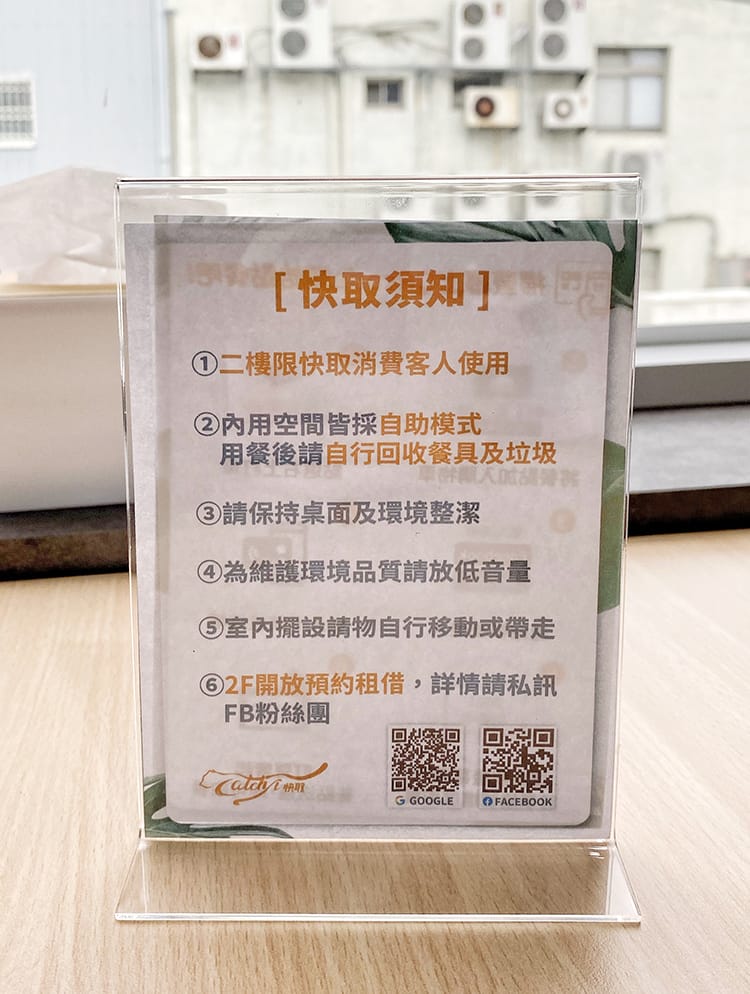 [ 快取須知 ]
①二樓限快取消費客人使用
②內用空間皆採自助模式
用餐後請自行回收餐具及垃圾
③請保持桌面及環境整潔
④為維護環境品質請放低音量
⑤室內擺設請物自行移動或帶走
⑥2F開放預約租借，詳情請私訊
FB粉絲團
Catchi 快取
GOOGLE
FACEBOOK